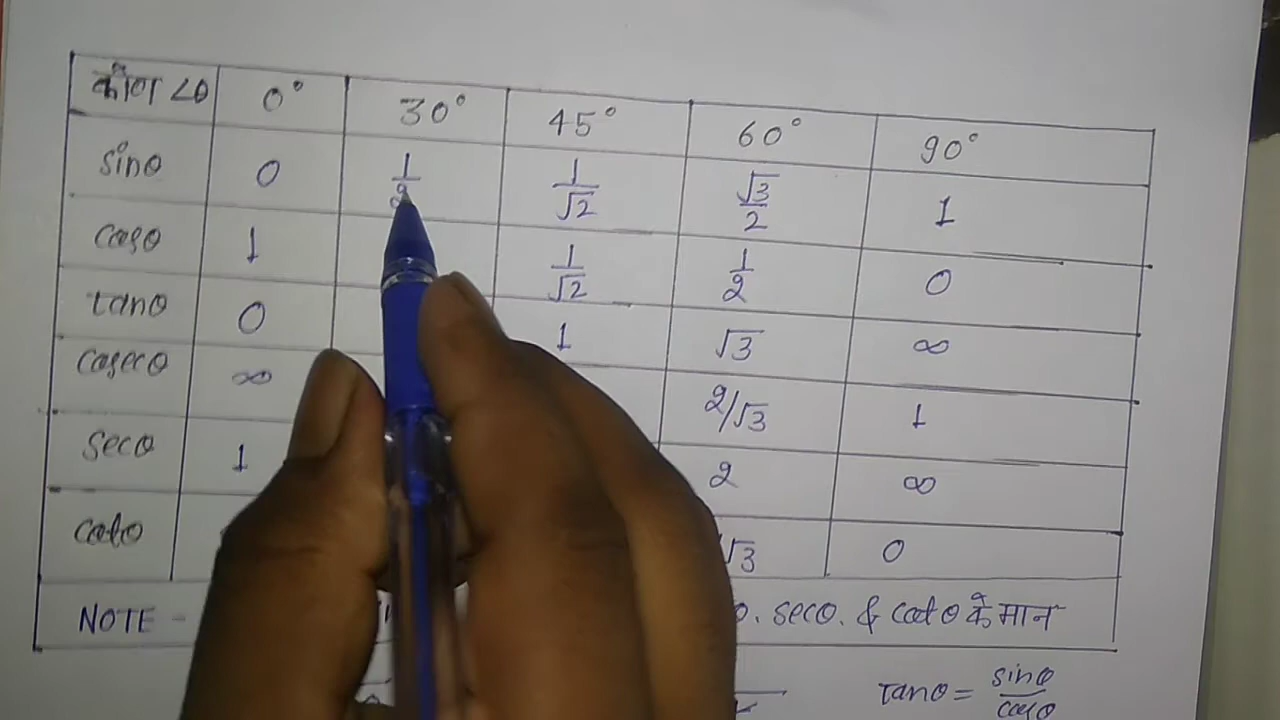 कोण ∠θ 0° 30° 45° 60° 90°
sinθ 0 1/2 1/√2 √3/2 1
cosθ 1 1/√2 1/2 0
tanθ 0 1 √3 ∞
cosecθ ∞ 2/√3 1
secθ 1 2 ∞
cotθ √3 0
NOTE - secθ. & cotθ के मान
tanθ = sinθ/cosθ